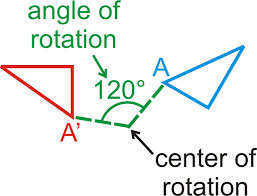 angle of
rotation
120°
A
A'
center of
rotation